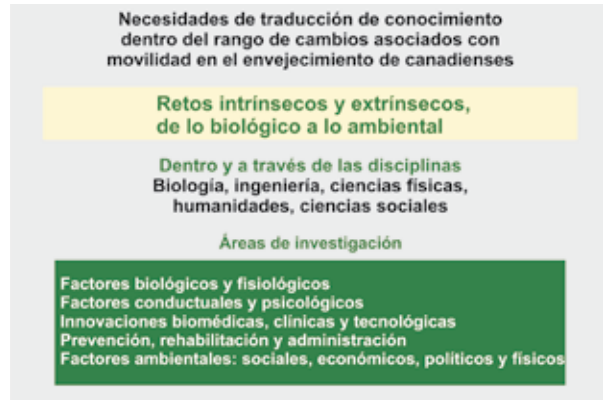 Necesidades de traducción de conocimiento
dentro del rango de cambios asociados con
movilidad en el envejecimiento de canadienses
Retos intrínsecos y extrínsecos,
de lo biológico a lo ambiental
Dentro y a través de las disciplinas
Biología, ingeniería, ciencias físicas,
humanidades, ciencias sociales
Áreas de investigación
Factores biológicos y fisiológicos
Factores conductuales y psicológicos
Innovaciones biomédicas, clínicas y tecnológicas
Prevención, rehabilitación y administración
Factores ambientales: sociales, económicos, políticos y físicos